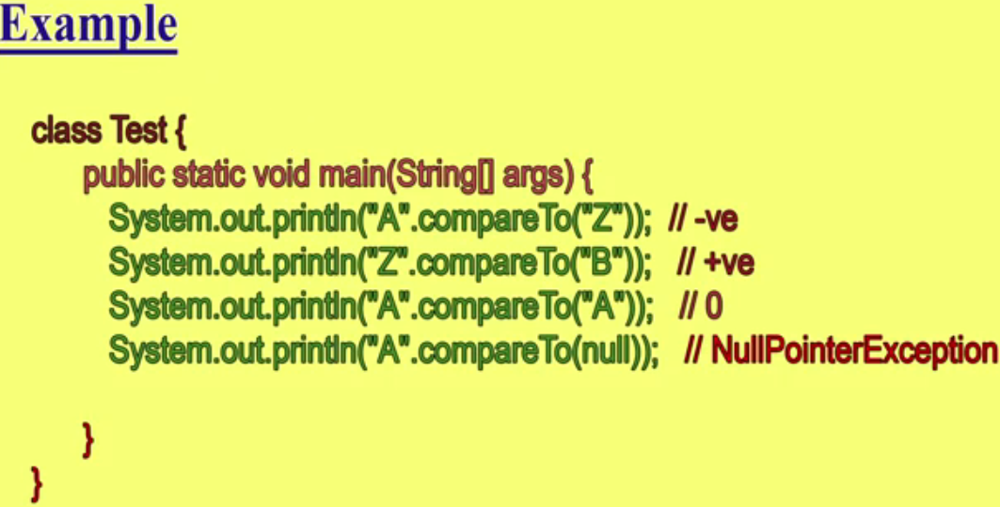 Example
class Test {
public static void main(String[] args) {
System.out.println("A".compareTo("Z")); // -ve
System.out.println("Z".compareTo("B")); // +ve
System.out.println("A".compareTo("A")); // 0
System.out.println("A".compareTo(null)); // NullPointerException
}
}